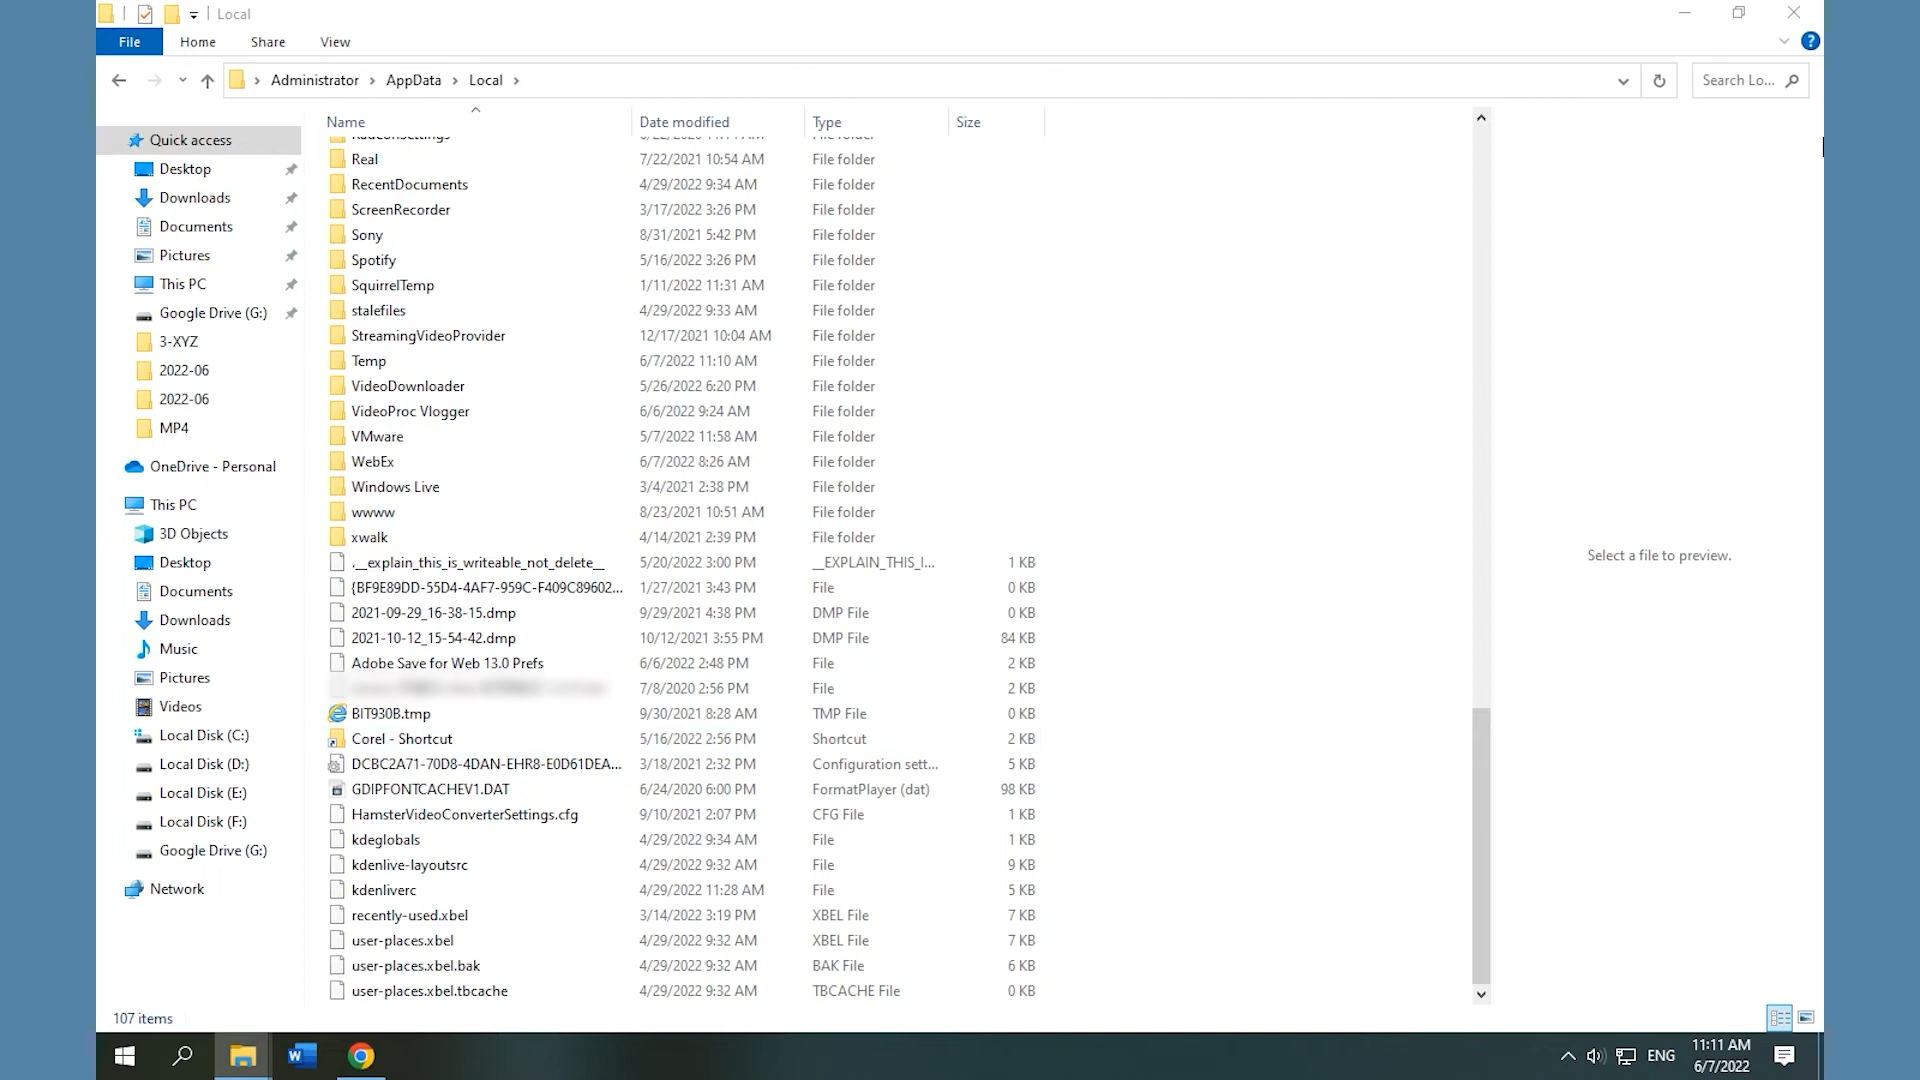 Local
File Home Share View
Administrator AppData Local Search Lo...
Name Date modified Type Size
Quick access
Desktop
Downloads
Documents
Pictures
This PC
Google Drive (G:)
3-XYZ
2022-06
2022-06
MP4
OneDrive - Personal
This PC
3D Objects
Desktop
Documents
Downloads
Music
Pictures
Videos
Local Disk (C:)
Local Disk (D:)
Local Disk (E:)
Local Disk (F:)
Google Drive (G:)
Network
Real 7/22/2021 10:54 AM File folder
RecentDocuments 4/29/2022 9:34 AM File folder
ScreenRecorder 3/17/2022 3:26 PM File folder
Sony 8/31/2021 5:42 PM File folder
Spotify 5/16/2022 3:26 PM File folder
SquirrelTemp 1/11/2022 11:31 AM File folder
stalefiles 4/29/2022 9:33 AM File folder
StreamingVideoProvider 12/17/2021 10:04 AM File folder
Temp 6/7/2022 11:10 AM File folder
VideoDownloader 5/26/2022 6:20 PM File folder
VideoProc Vlogger 6/6/2022 9:24 AM File folder
VMware 5/7/2022 11:58 AM File folder
WebEx 6/7/2022 8:26 AM File folder
Windows Live 3/4/2021 2:38 PM File folder
wwww 8/23/2021 10:51 AM File folder
xwalk 4/14/2021 2:39 PM File folder
.__explain_this_is_writeable_not_delete__ 5/20/2022 3:00 PM __EXPLAIN_THIS_I... 1 KB
{BF9E89DD-55D4-4AF7-959C-F409C89602... 1/27/2021 3:43 PM File 0 KB
2021-09-29_16-38-15.dmp 9/29/2021 4:38 PM DMP File 0 KB
2021-10-12_15-54-42.dmp 10/12/2021 3:55 PM DMP File 84 KB
Adobe Save for Web 13.0 Prefs 6/6/2022 2:48 PM File 2 KB
7/8/2020 2:56 PM File 2 KB
BIT930B.tmp 9/30/2021 8:28 AM TMP File 0 KB
Corel - Shortcut 5/16/2022 2:56 PM Shortcut 2 KB
DCBC2A71-70D8-4DAN-EHR8-E0D61DEA... 3/18/2021 2:32 PM Configuration sett... 5 KB
GDIPFONTCACHEV1.DAT 6/24/2020 6:00 PM FormatPlayer (dat) 98 KB
HamsterVideoConverterSettings.cfg 9/10/2021 2:07 PM CFG File 1 KB
kdeglobals 4/29/2022 9:34 AM File 1 KB
kdenlive-layoutsrc 4/29/2022 9:32 AM File 9 KB
kdenliverc 4/29/2022 11:28 AM File 5 KB
recently-used.xbel 3/14/2022 3:19 PM XBEL File 7 KB
user-places.xbel 4/29/2022 9:32 AM XBEL File 7 KB
user-places.xbel.bak 4/29/2022 9:32 AM BAK File 6 KB
user-places.xbel.tbcache 4/29/2022 9:32 AM TBCACHE File 0 KB
Select a file to preview.
107 items
ENG
11:11 AM
6/7/2022